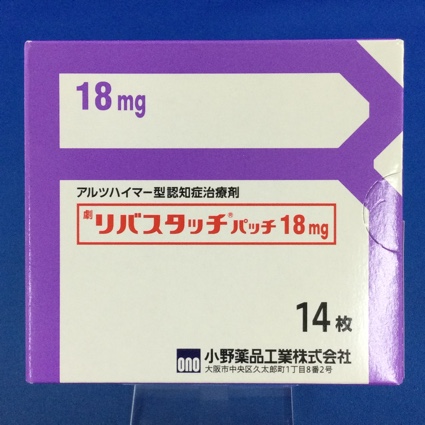 18 mg
アルツハイマー型認知症治療剤
劇 リバスタッチ®パッチ 18 mg
14枚
ono 小野薬品工業株式会社
大阪市中央区久太郎町1丁目8番2号